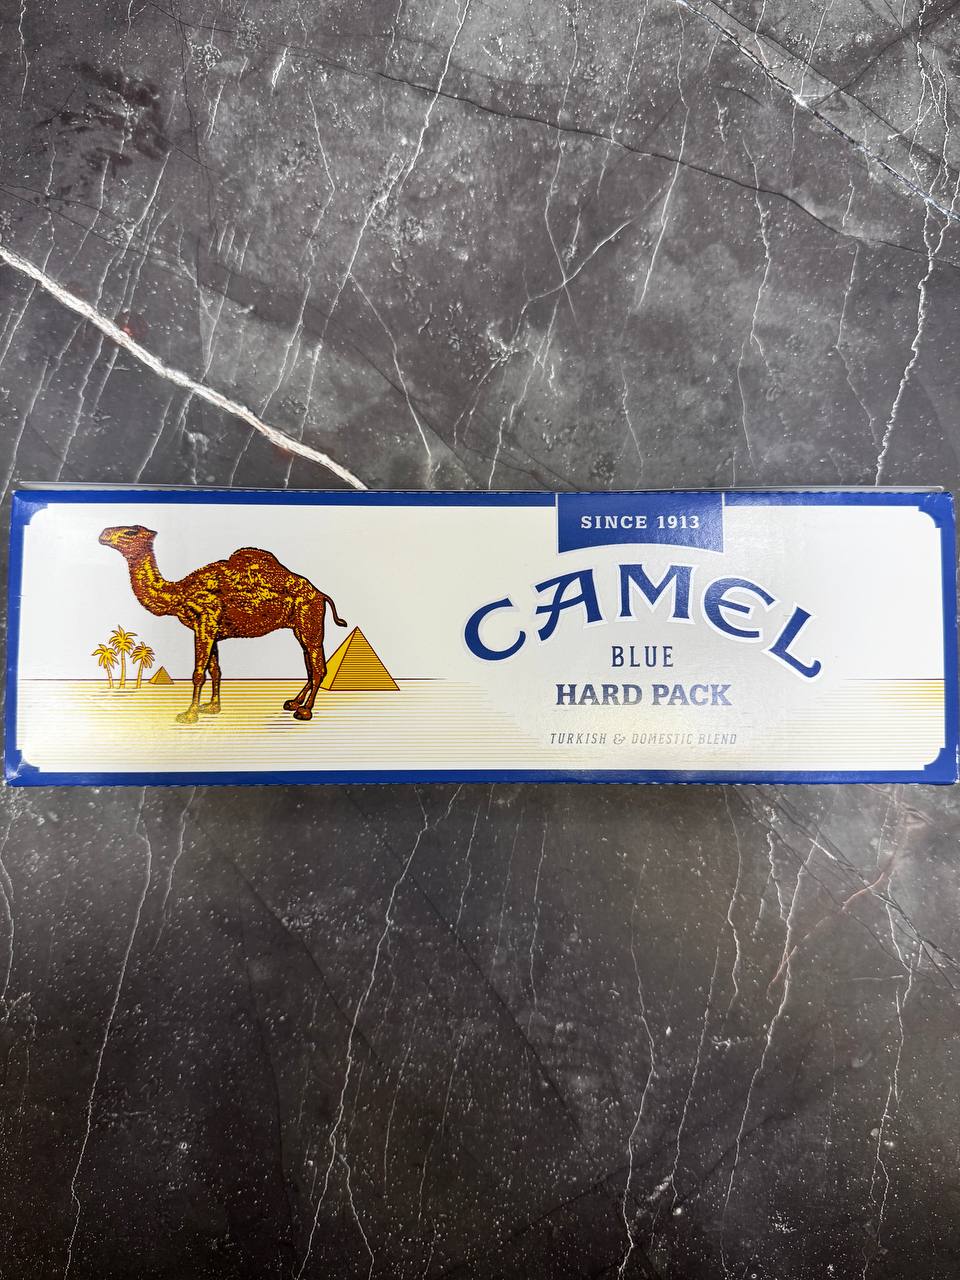 SINCE 1913
CAMEL
BLUE
HARD PACK
TURKISH & DOMESTIC BLEND